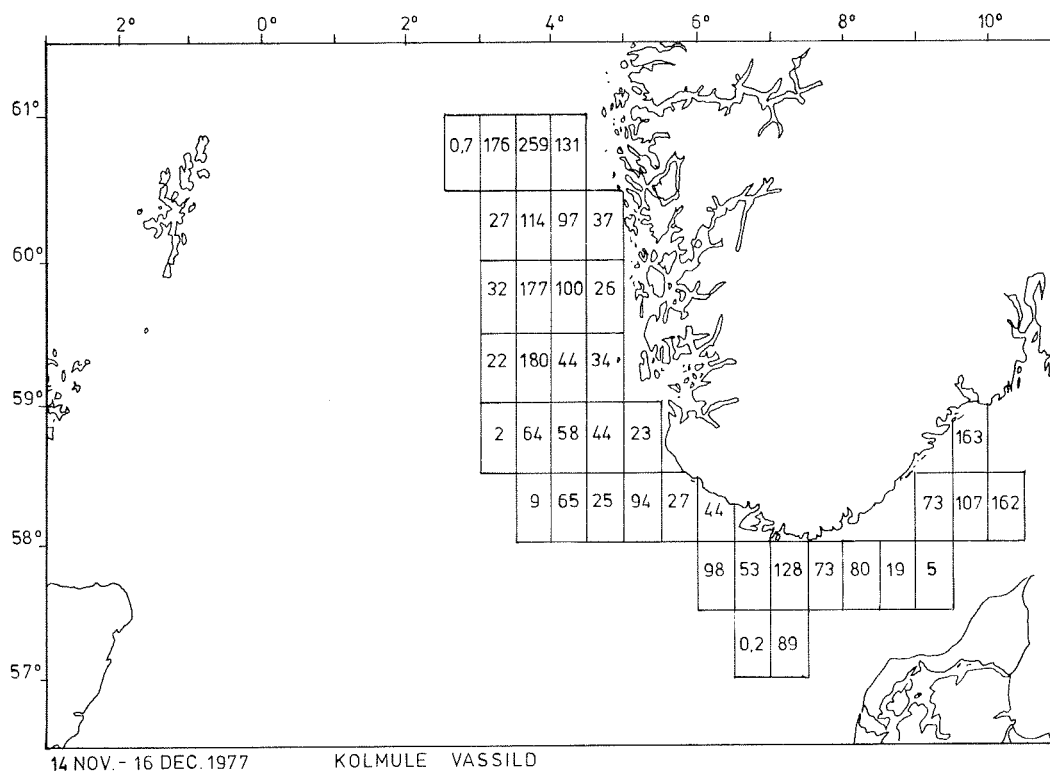 2° 0° 2° 4° 6° 8° 10°
61°
0,7 176 259 131
27 114 97 37
60°
32 177 100 26
22 180 44 34
59°
2 64 58 44 23 163
9 65 25 94 27 44 73 107 162
58°
98 53 128 73 80 19 5
0,2 89
57°
14 NOV.- 16 DEC. 1977 KOLMULE VASSILD